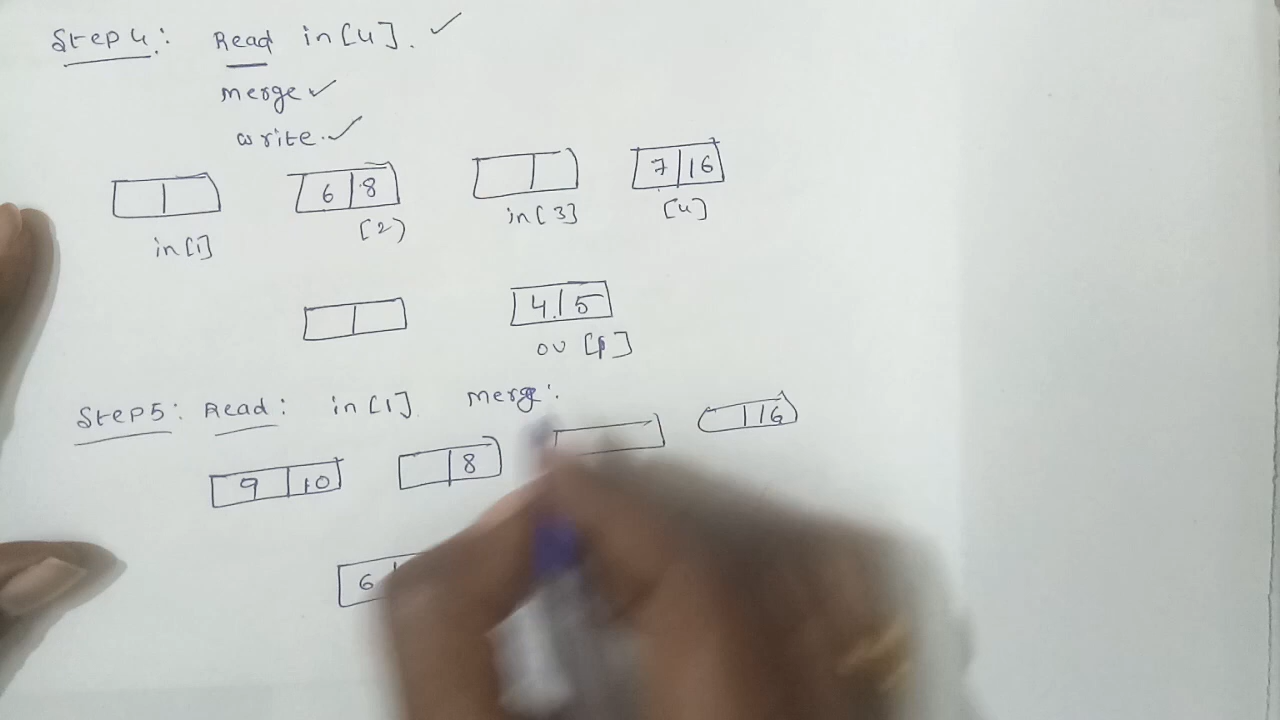 Step 4: Read in[4]. ✓
merge ✓
write. ✓
6 8 7 16
in[1] [2) in[3] [4]
4 5
ou [1]
Step 5: Read: in[1] merge:
9 10 8 16
6